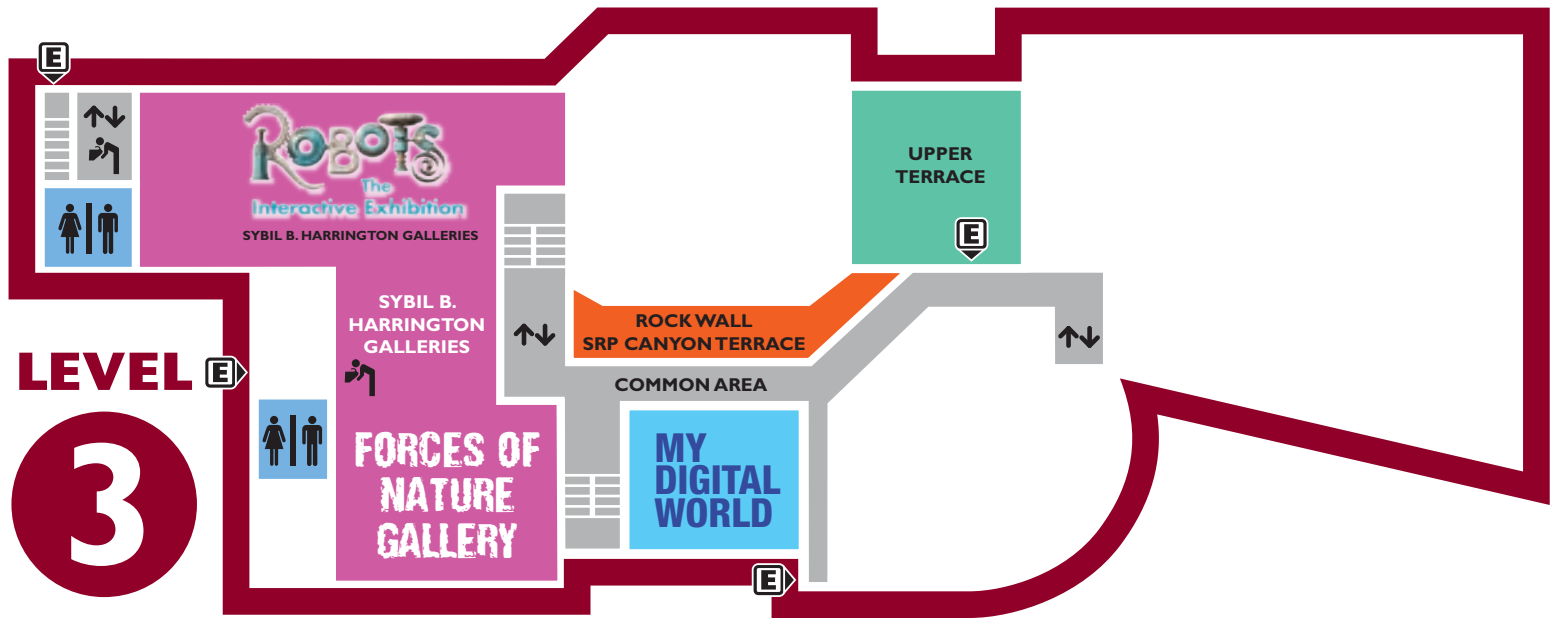 E
ROBOTS
The
Interactive Exhibition
SYBIL B. HARRINGTON GALLERIES
UPPER
TERRACE
E
SYBIL B.
HARRINGTON
GALLERIES
ROCK WALL
SRP CANYON TERRACE
LEVEL
3
E
COMMON AREA
FORCES OF
NATURE
GALLERY
MY
DIGITAL
WORLD
E